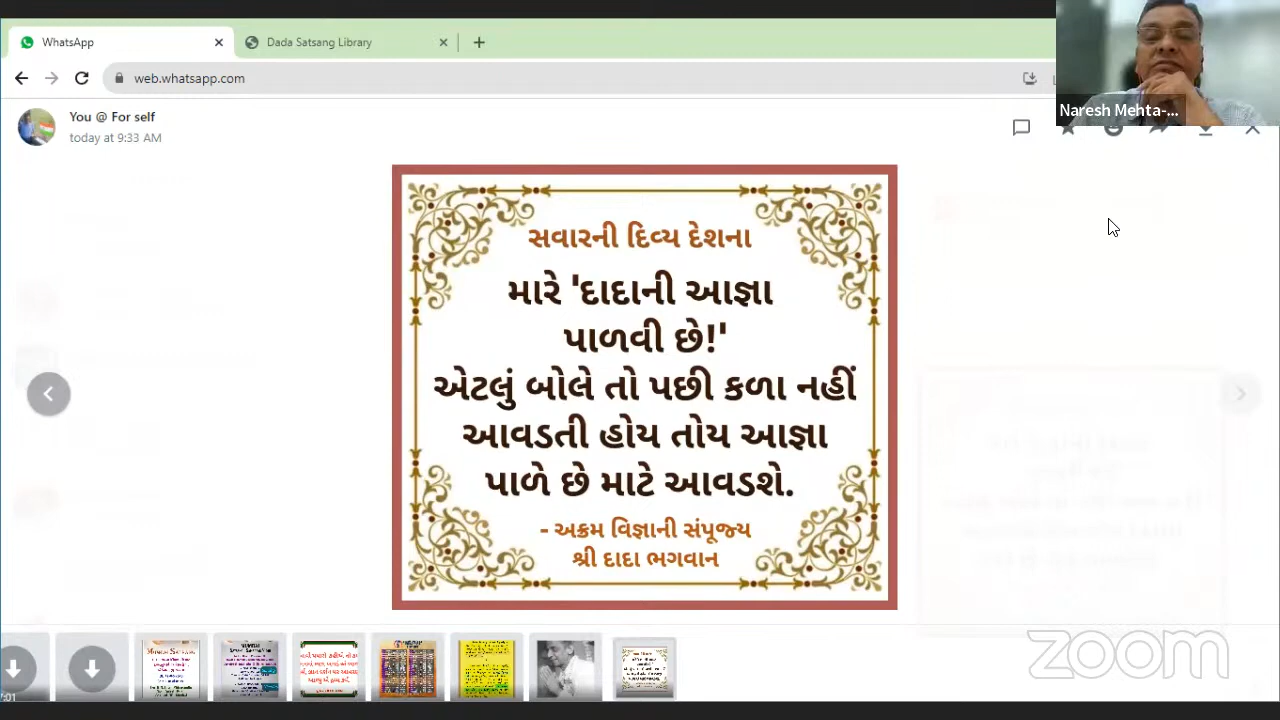 WhatsApp
Dada Satsang Library
web.whatsapp.com
Naresh Mehta-...
You @ For self
today at 9:33 AM
સવારની દિવ્ય દેશના
મારે 'દાદાની આજ્ઞા
પાળવી છે!'
એટલું બોલે તો પછી કળા નહીં
આવડતી હોય તોય આજ્ઞા
પાળે છે માટે આવડશે.
- અક્રમ વિજ્ઞાની સંપૂજ્ય
શ્રી દાદા ભગવાન
zoom